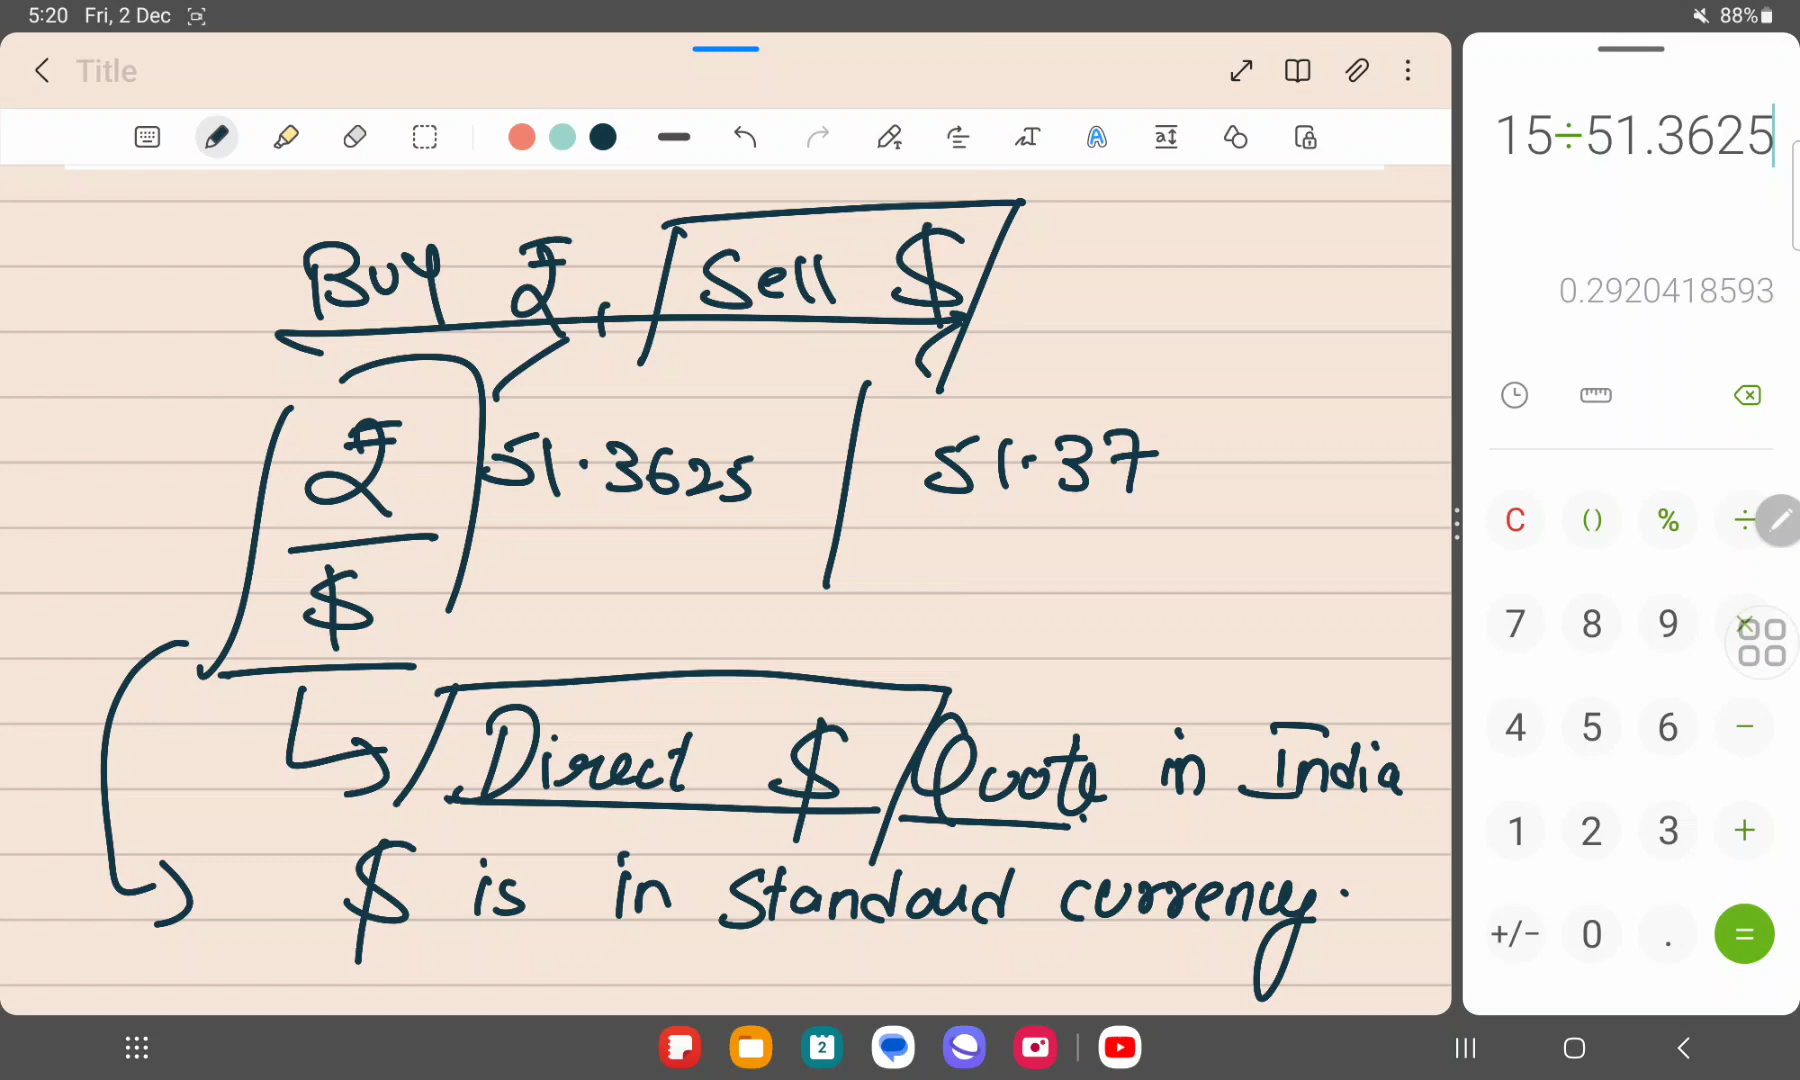 5:20 Fri, 2 Dec 88%
Title
15÷51.3625
0.2920418593
Buy ₹, Sell $
₹/$ 51.3625 / 51.37
Direct $ Quote in India
$ is in standard currency.
C () % ÷
7 8 9 ×
4 5 6 −
1 2 3 +
+/− 0 . =
2